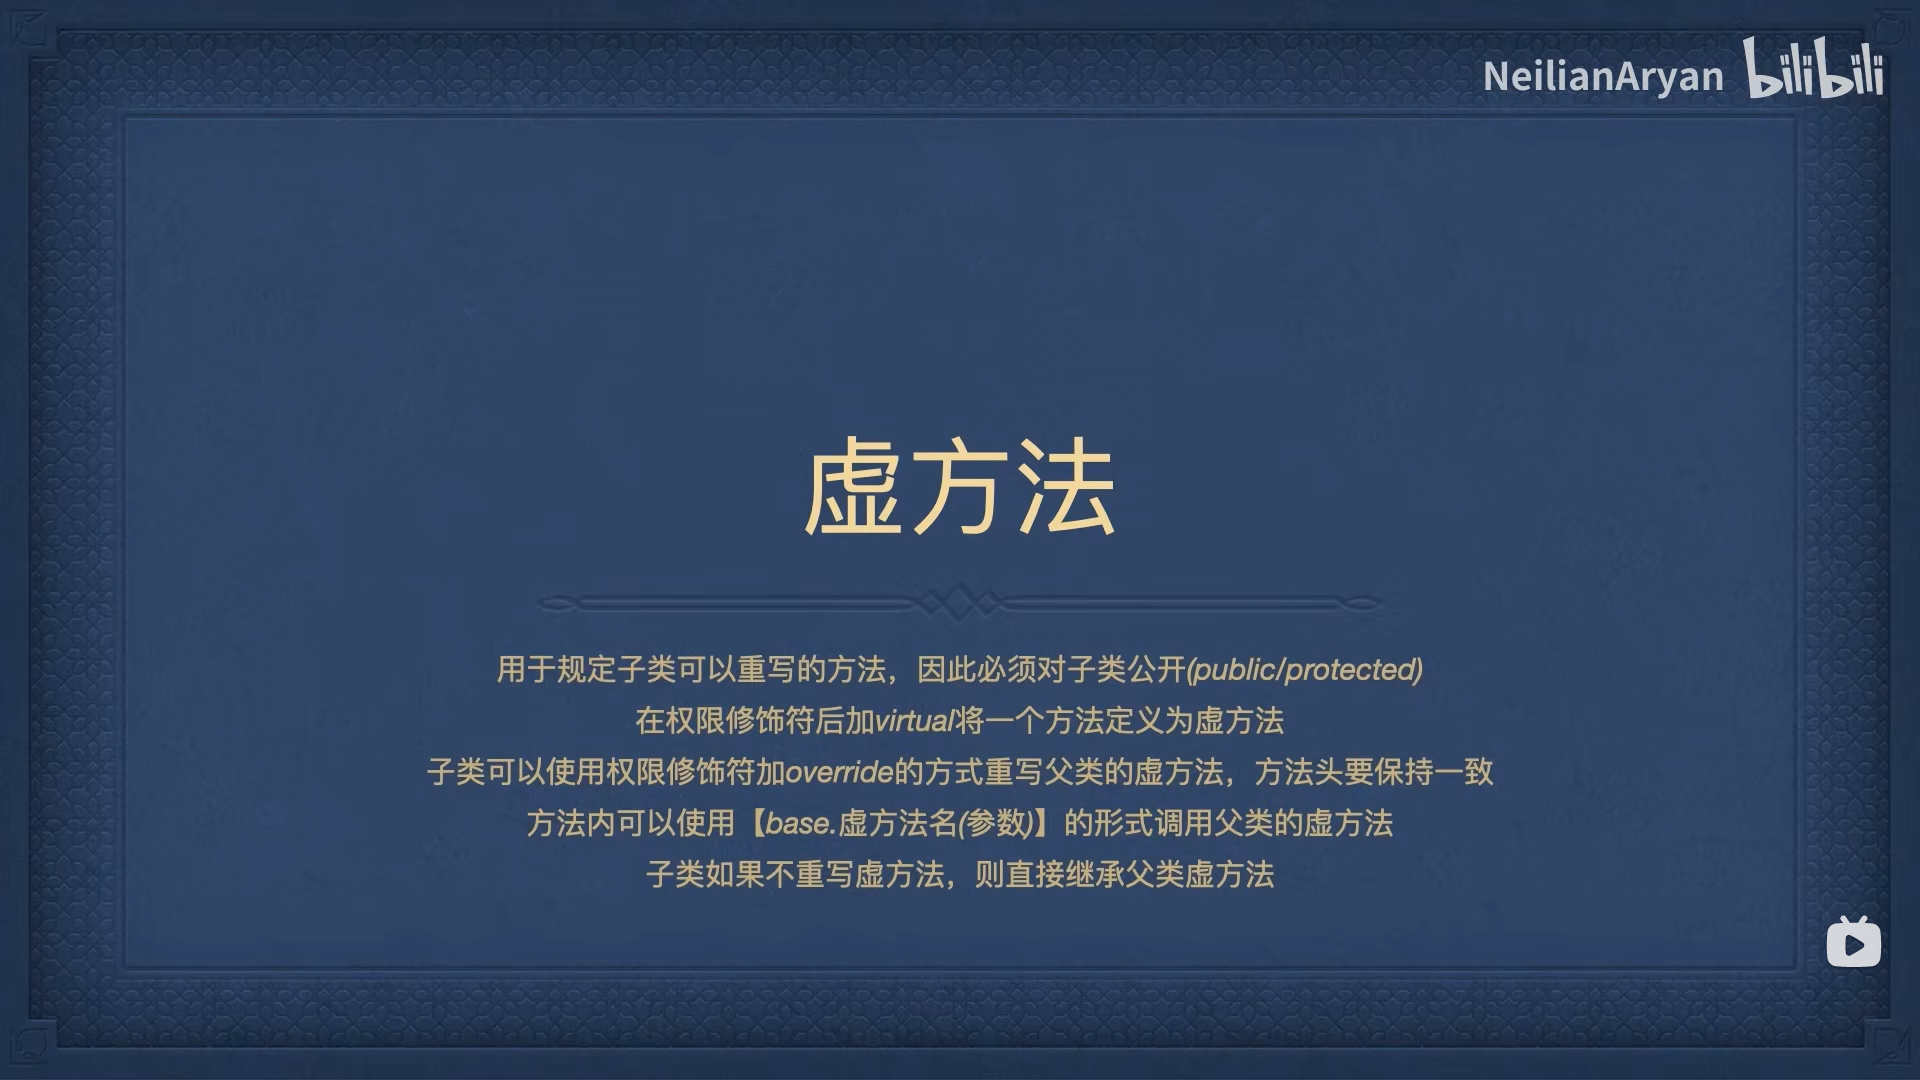 NeilianAryan bilibili
虚方法
用于规定子类可以重写的方法，因此必须对子类公开(public/protected)
在权限修饰符后加virtual将一个方法定义为虚方法
子类可以使用权限修饰符加override的方式重写父类的虚方法，方法头要保持一致
方法内可以使用【base.虚方法名(参数)】的形式调用父类的虚方法
子类如果不重写虚方法，则直接继承父类虚方法